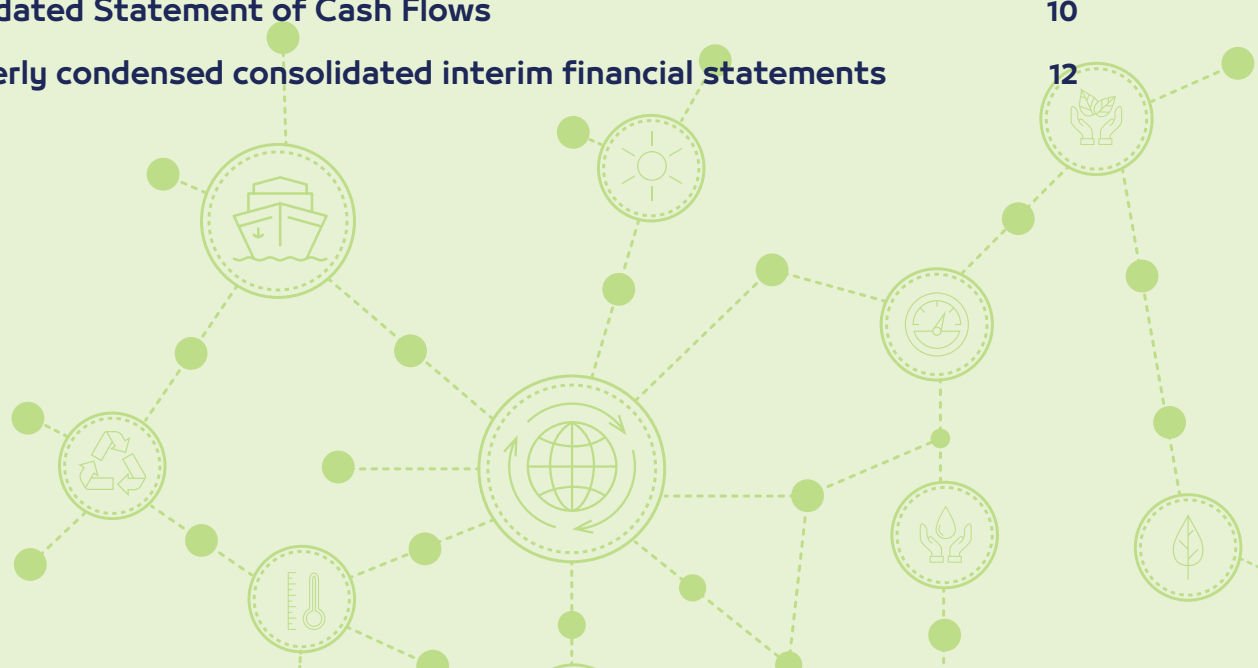 dated Statement of Cash Flows 10
erly condensed consolidated interim financial statements 12